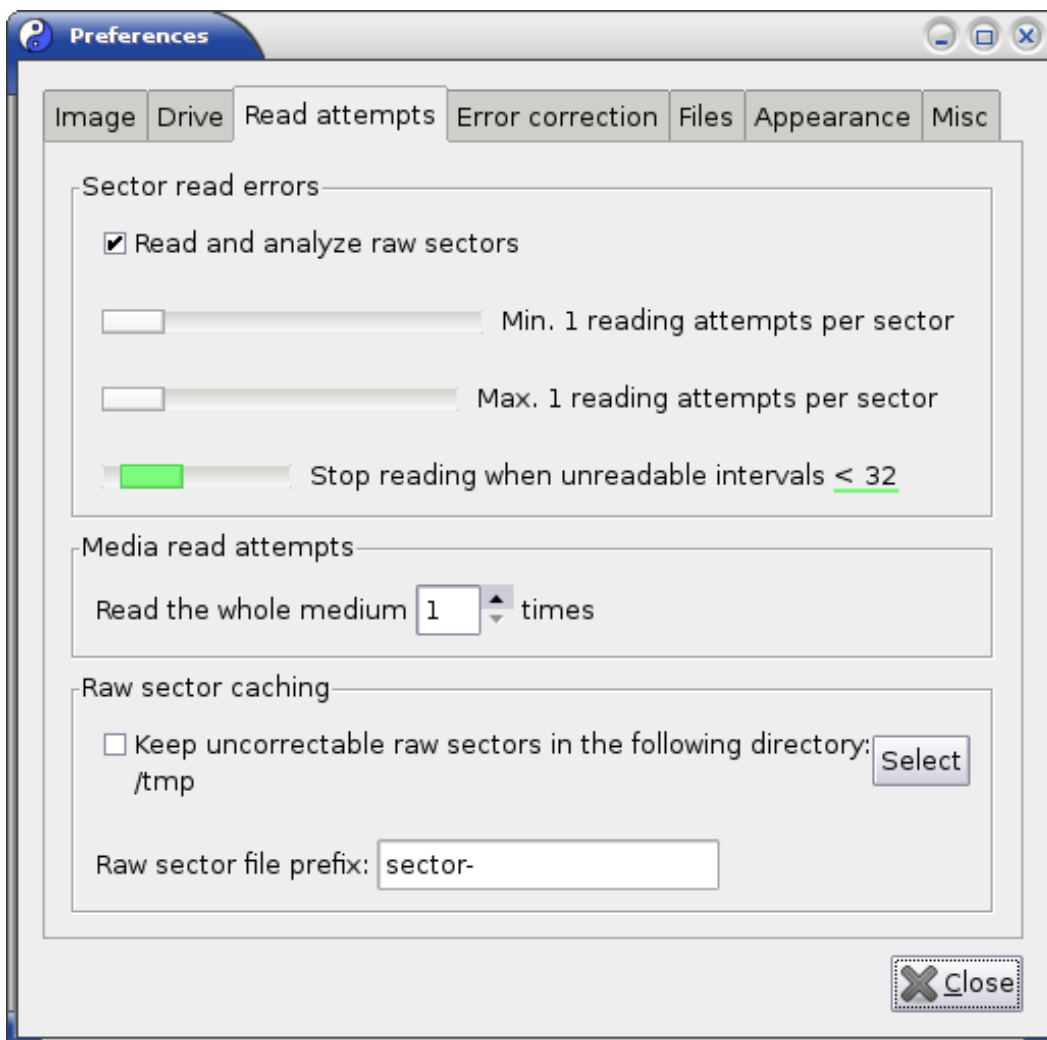 Preferences
Image Drive Read attempts Error correction Files Appearance Misc
Sector read errors
Read and analyze raw sectors
Min. 1 reading attempts per sector
Max. 1 reading attempts per sector
Stop reading when unreadable intervals < 32
Media read attempts
Read the whole medium 1 times
Raw sector caching
Keep uncorrectable raw sectors in the following directory: Select
/tmp
Raw sector file prefix: sector-
Close